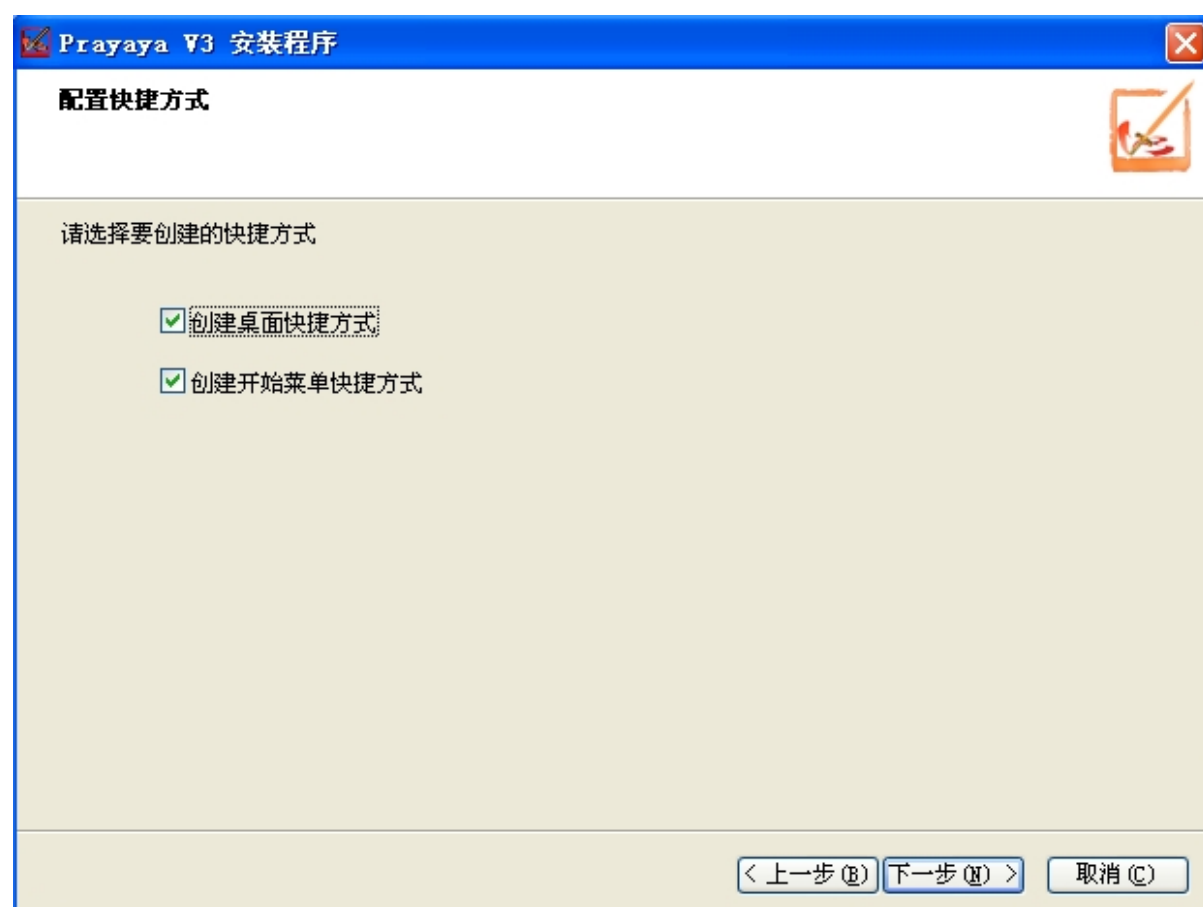 Prayaya V3 安装程序
配置快捷方式
请选择要创建的快捷方式
创建桌面快捷方式
创建开始菜单快捷方式
< 上一步(B) 下一步(N) > 取消(C)